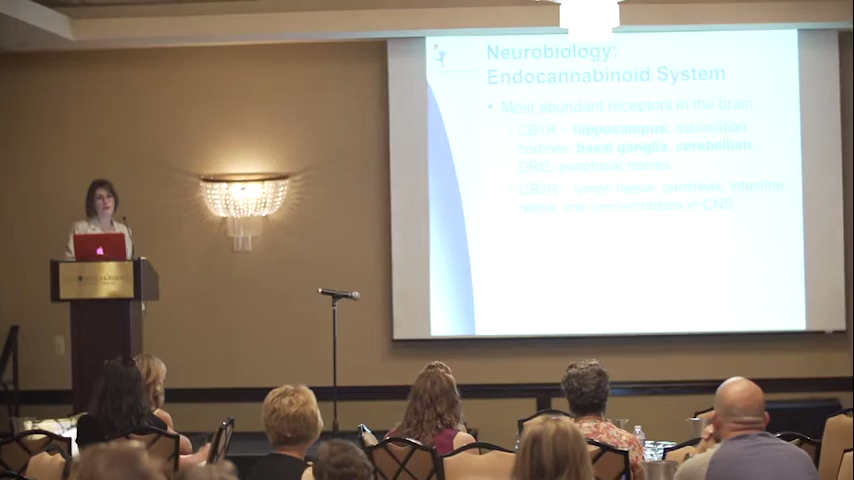 Neurobiology:
Endocannabinoid System
• Most abundant receptors in the brain
- CB1R – hippocampus, association
cortices, basal ganglia, cerebellum,
DRG, peripheral nerves
- CB2R – lymph tissue, pancreas, intestine,
retina, low concentrations in CNS